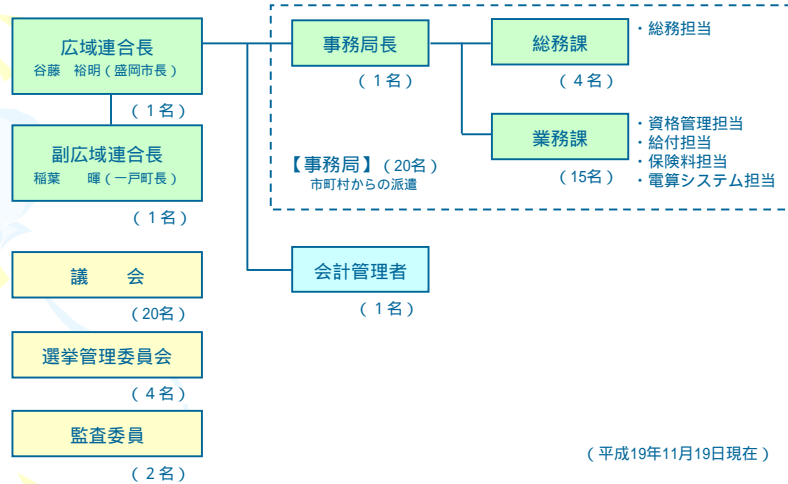 広域連合長
谷藤　裕明（盛岡市長）
（１名）
副広域連合長
稲葉　　暉（一戸町長）
（１名）
議　　会
（20名）
選挙管理委員会
（４名）
監査委員
（２名）
事務局長
（１名）
【事務局】（20名）
市町村からの派遣
総務課
（４名）
・総務担当
業務課
（15名）
・資格管理担当
・給付担当
・保険料担当
・電算システム担当
会計管理者
（１名）
（平成19年11月19日現在）